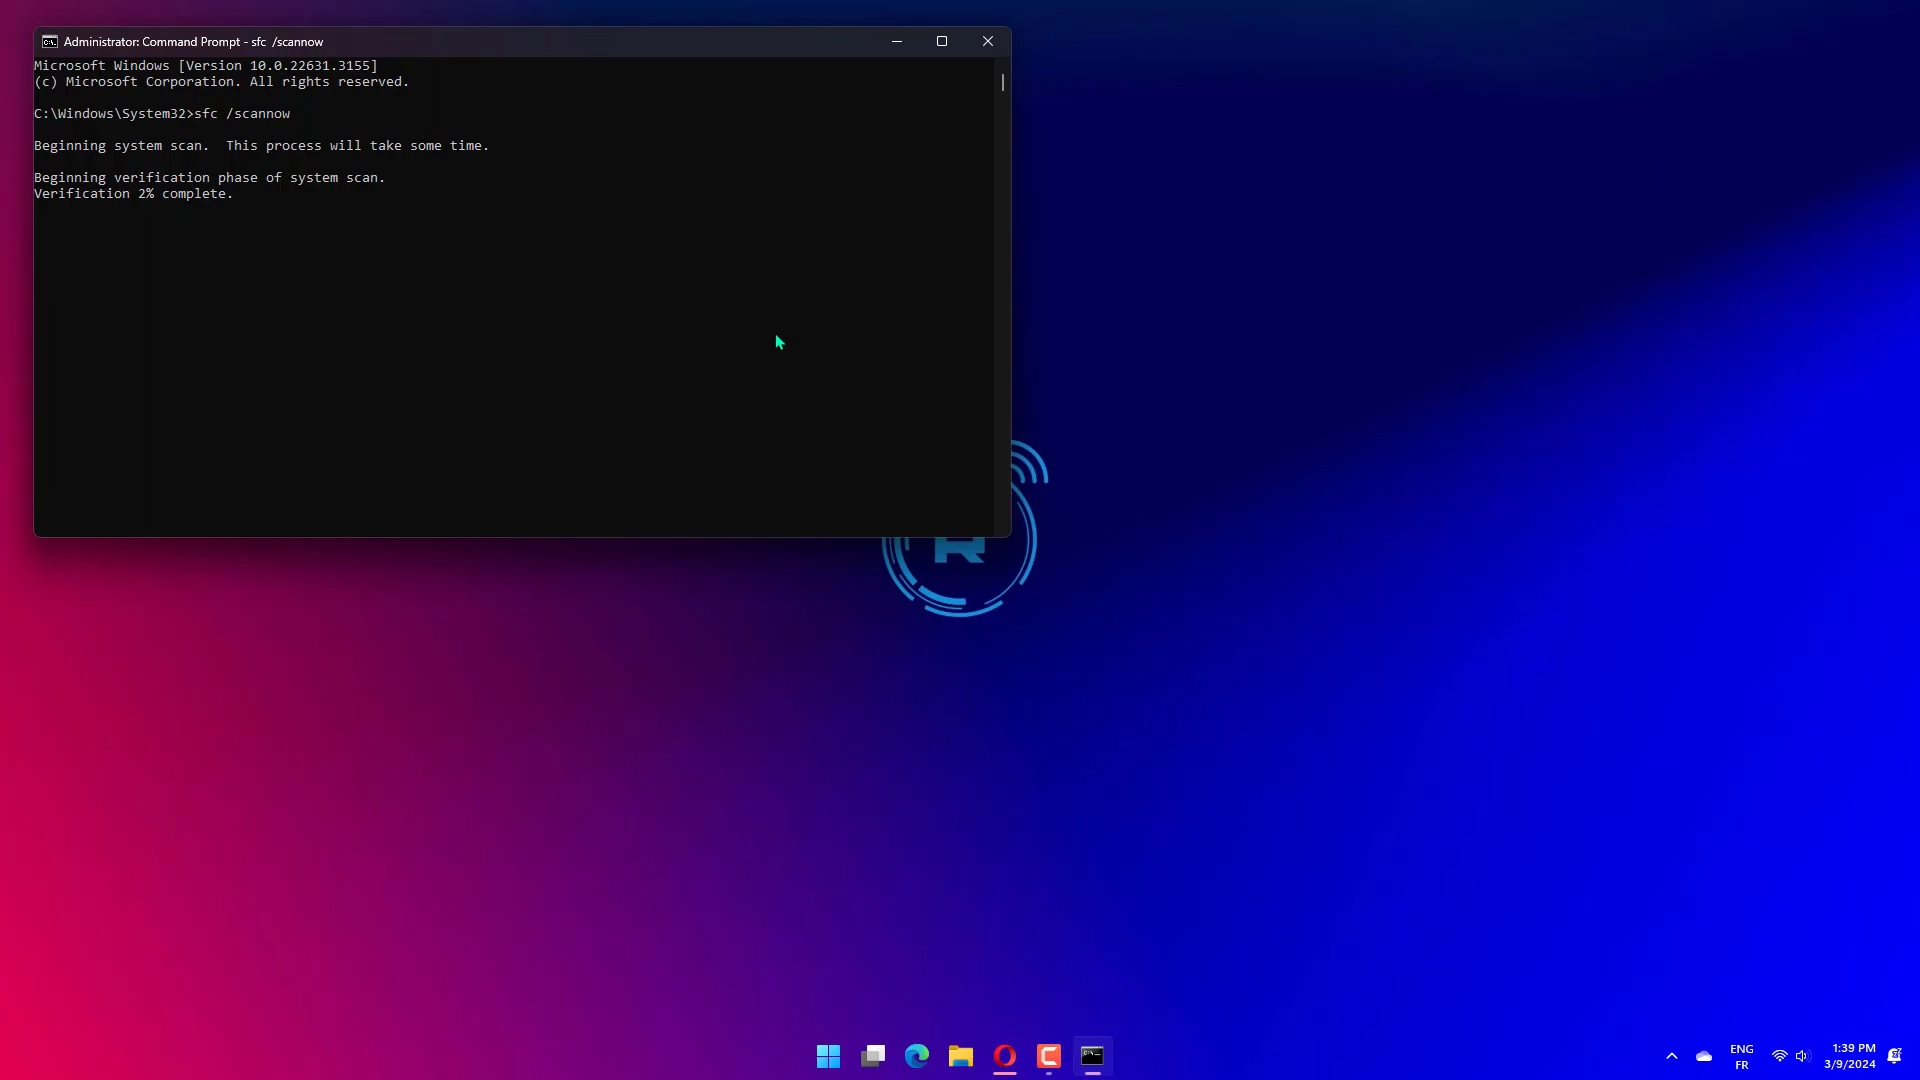 Administrator: Command Prompt - sfc  /scannow
Microsoft Windows [Version 10.0.22631.3155]
(c) Microsoft Corporation. All rights reserved.
C:\Windows\System32>sfc /scannow
Beginning system scan.  This process will take some time.
Beginning verification phase of system scan.
Verification 2% complete.
R
ENG
FR
1:39 PM
3/9/2024